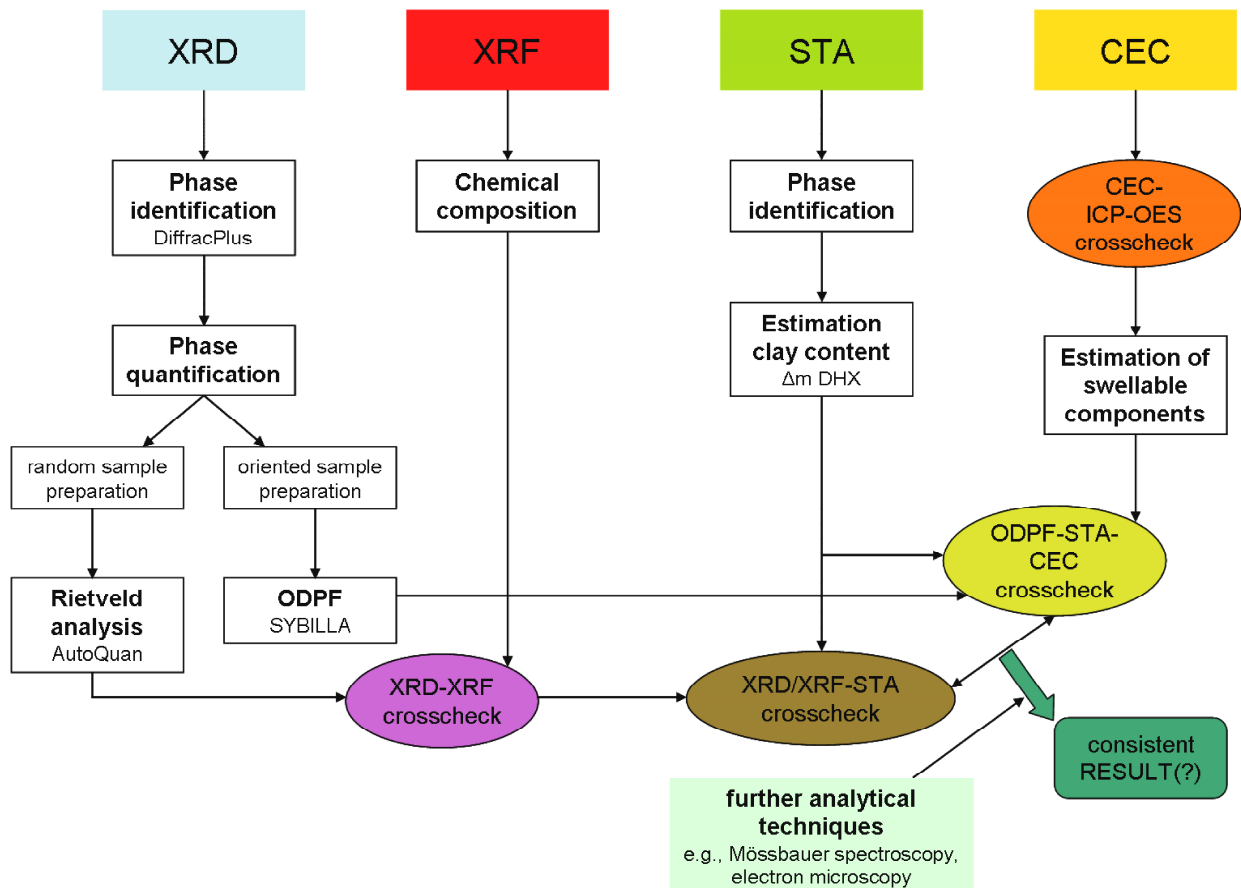 XRD
XRF
STA
CEC
Phase
identification
DiffracPlus
Chemical
composition
Phase
identification
CEC-
ICP-OES
crosscheck
Phase
quantification
Estimation
clay content
Δm DHX
Estimation of
swellable
components
random sample
preparation
oriented sample
preparation
Rietveld
analysis
AutoQuan
ODPF
SYBILLA
ODPF-STA-
CEC
crosscheck
XRD-XRF
crosscheck
XRD/XRF-STA
crosscheck
consistent
RESULT(?)
further analytical
techniques
e.g., Mössbauer spectroscopy,
electron microscopy